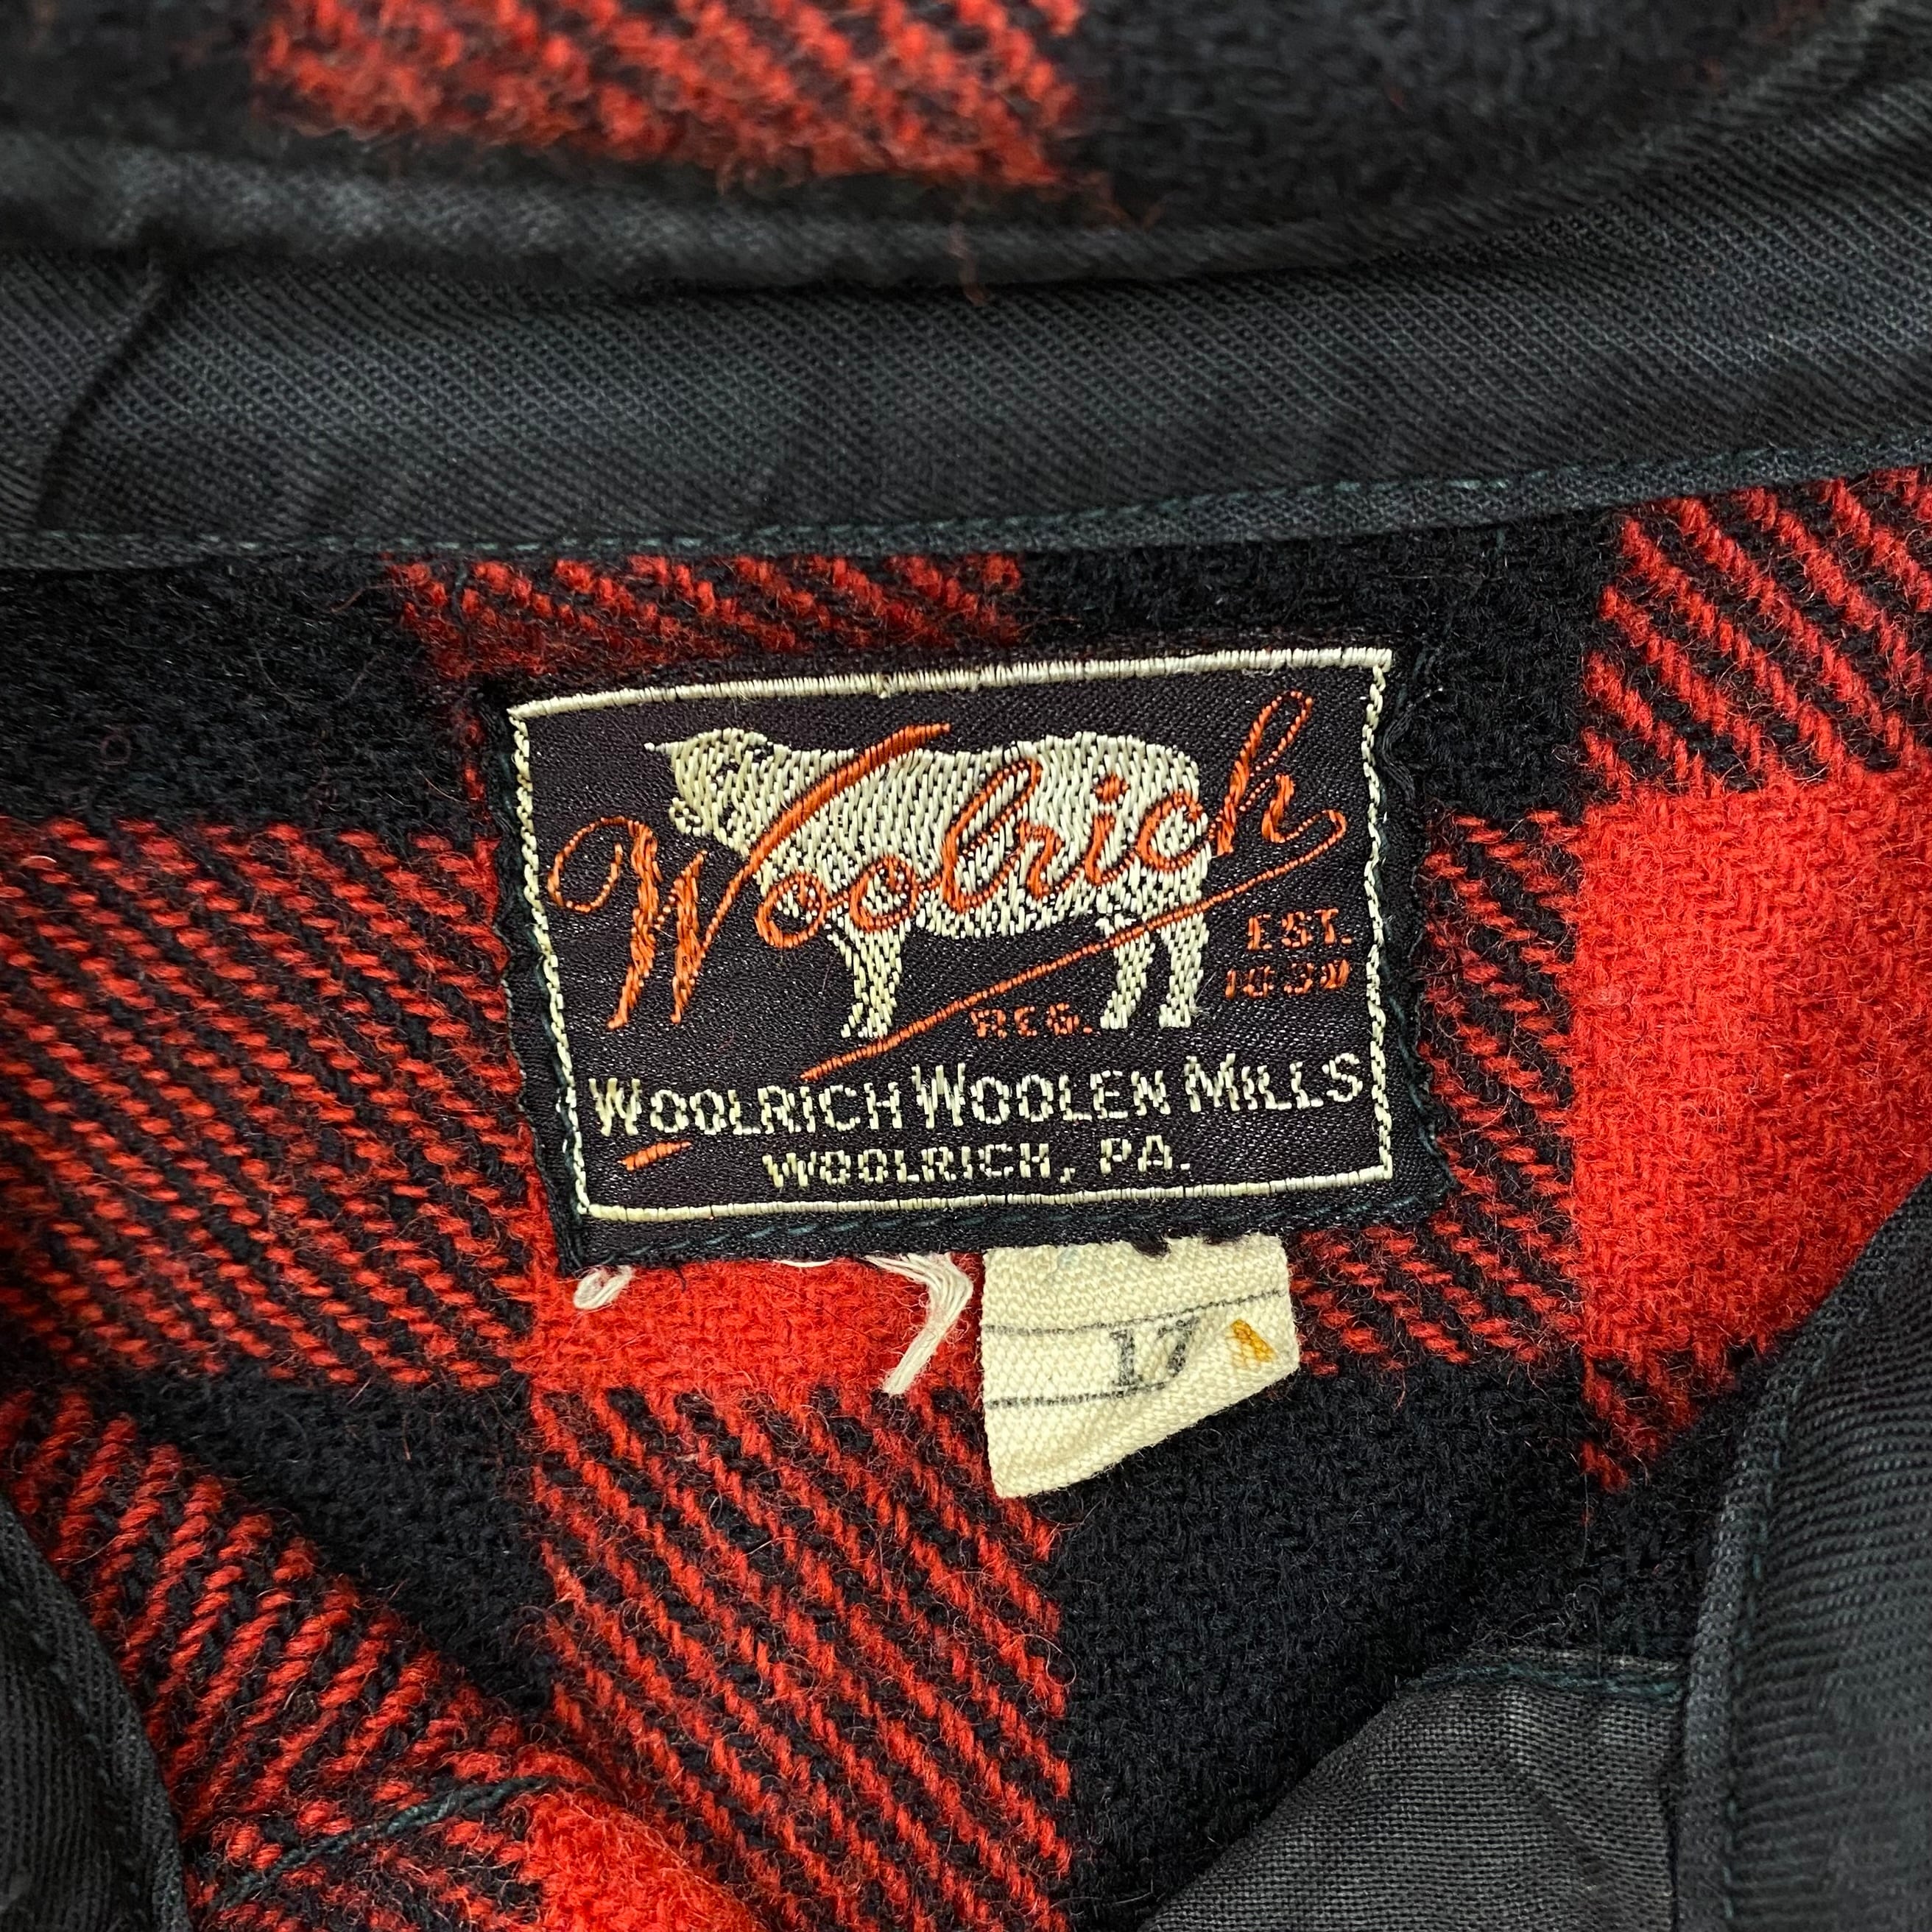 Woolrich
EST.
1830
REG.
WOOLRICH WOOLEN MILLS
WOOLRICH, PA.
17